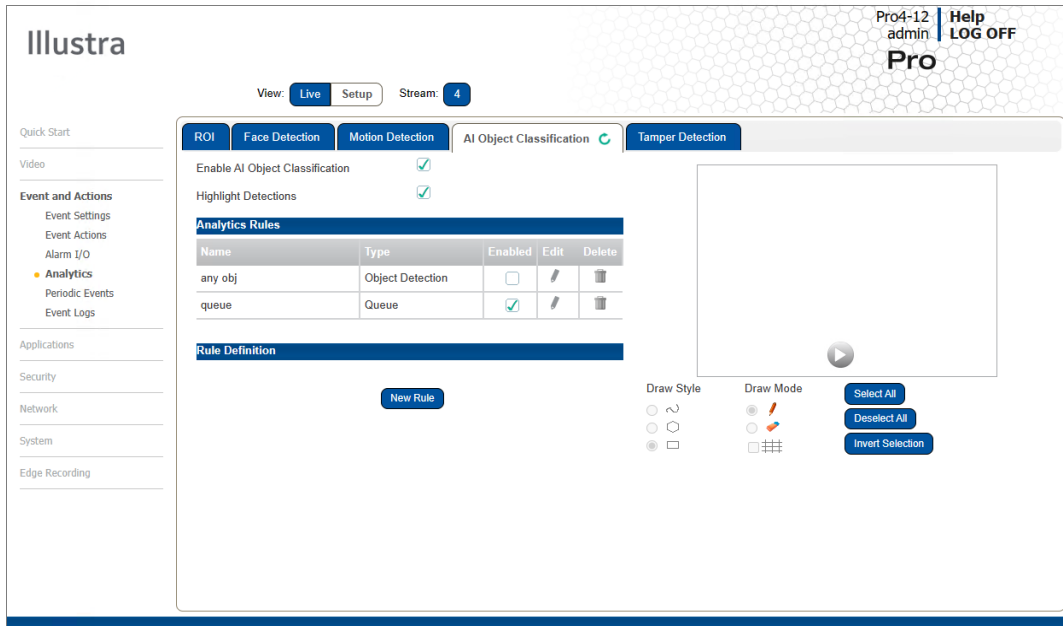 Illustra
Pro4-12 Help
admin LOG OFF
Pro
View: Live Setup Stream: 4
Quick Start
Video
Event and Actions
Event Settings
Event Actions
Alarm I/O
Analytics
Periodic Events
Event Logs
Applications
Security
Network
System
Edge Recording
ROI Face Detection Motion Detection AI Object Classification Tamper Detection
Enable AI Object Classification
Highlight Detections
Analytics Rules
Name Type Enabled Edit Delete
any obj Object Detection
queue Queue
Rule Definition
New Rule
Draw Style Draw Mode
Select All
Deselect All
Invert Selection